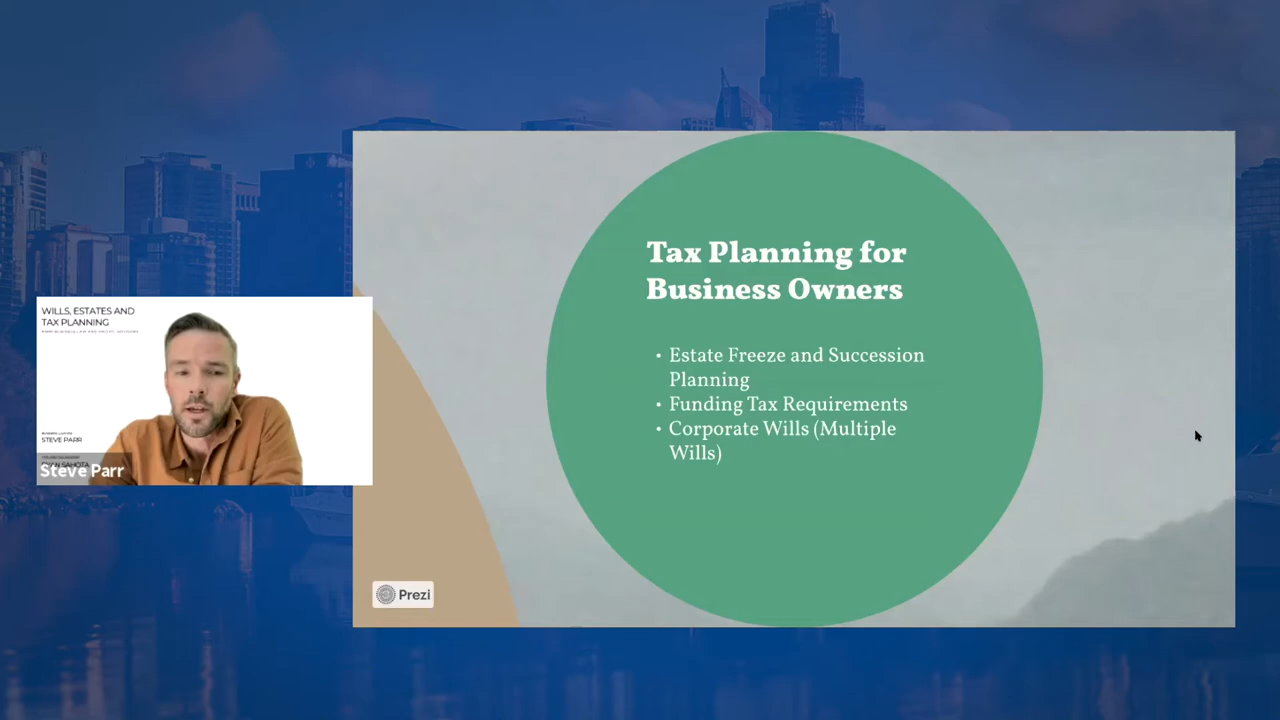 Tax Planning for
Business Owners
• Estate Freeze and Succession
Planning
• Funding Tax Requirements
• Corporate Wills (Multiple
Wills)
WILLS, ESTATES AND
TAX PLANNING
STEVE PARR
Steve Parr
Prezi